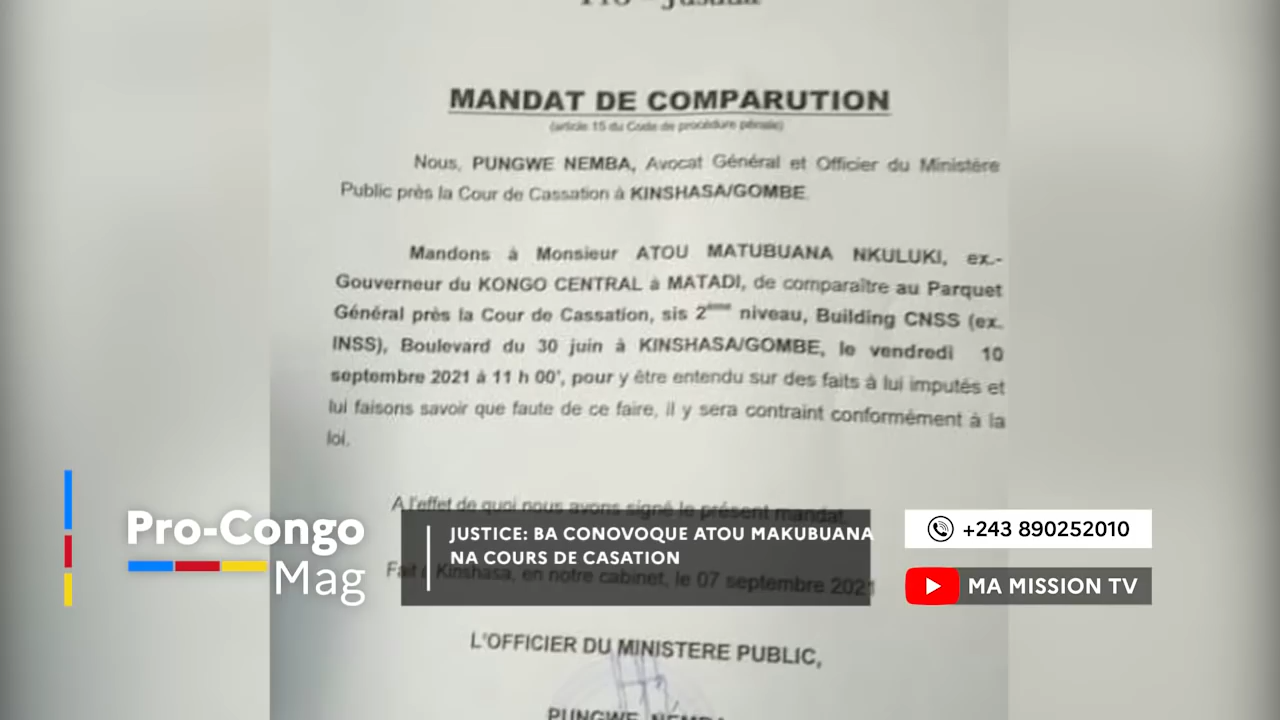 Pro - Justitia
MANDAT DE COMPARUTION
(article 15 du Code de procédure pénale)
Nous, PUNGWE NEMBA, Avocat Général et Officier du Ministère
Public près la Cour de Cassation à KINSHASA/GOMBE.
Mandons à Monsieur ATOU MATUBUANA NKULUKI, ex.-
Gouverneur du KONGO CENTRAL à MATADI, de comparaître au Parquet
Général près la Cour de Cassation, sis 2ème niveau, Building CNSS (ex.
INSS), Boulevard du 30 juin à KINSHASA/GOMBE, le vendredi 10
septembre 2021 à 11 h 00', pour y être entendu sur des faits à lui imputés et
lui faisons savoir que faute de ce faire, il y sera contraint conformément à la
loi.
A l'effet de quoi nous avons signé le présent mandat.
Fait à Kinshasa, en notre cabinet, le 07 septembre 2021
L'OFFICIER DU MINISTERE PUBLIC,
PUNGWE NEMBA
Pro-Congo
Mag
JUSTICE: BA CONOVOQUE ATOU MAKUBUANA
NA COURS DE CASATION
+243 890252010
MA MISSION TV